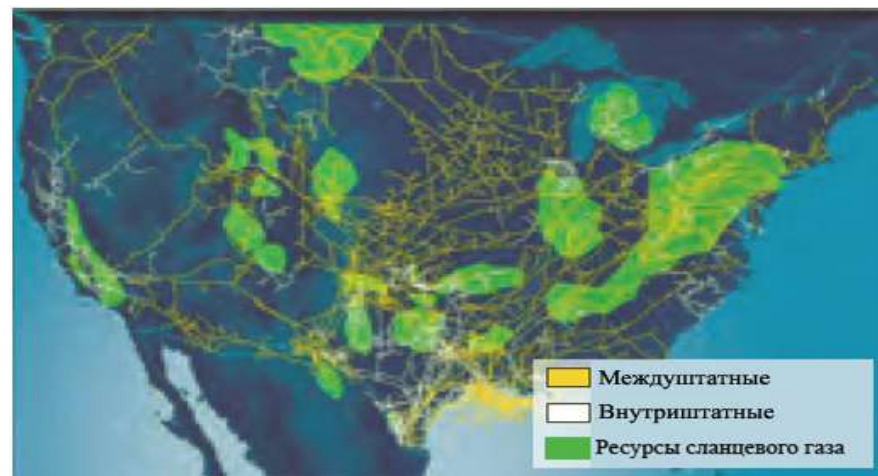 Междуштатные
Внутриштатные
Ресурсы сланцевого газа